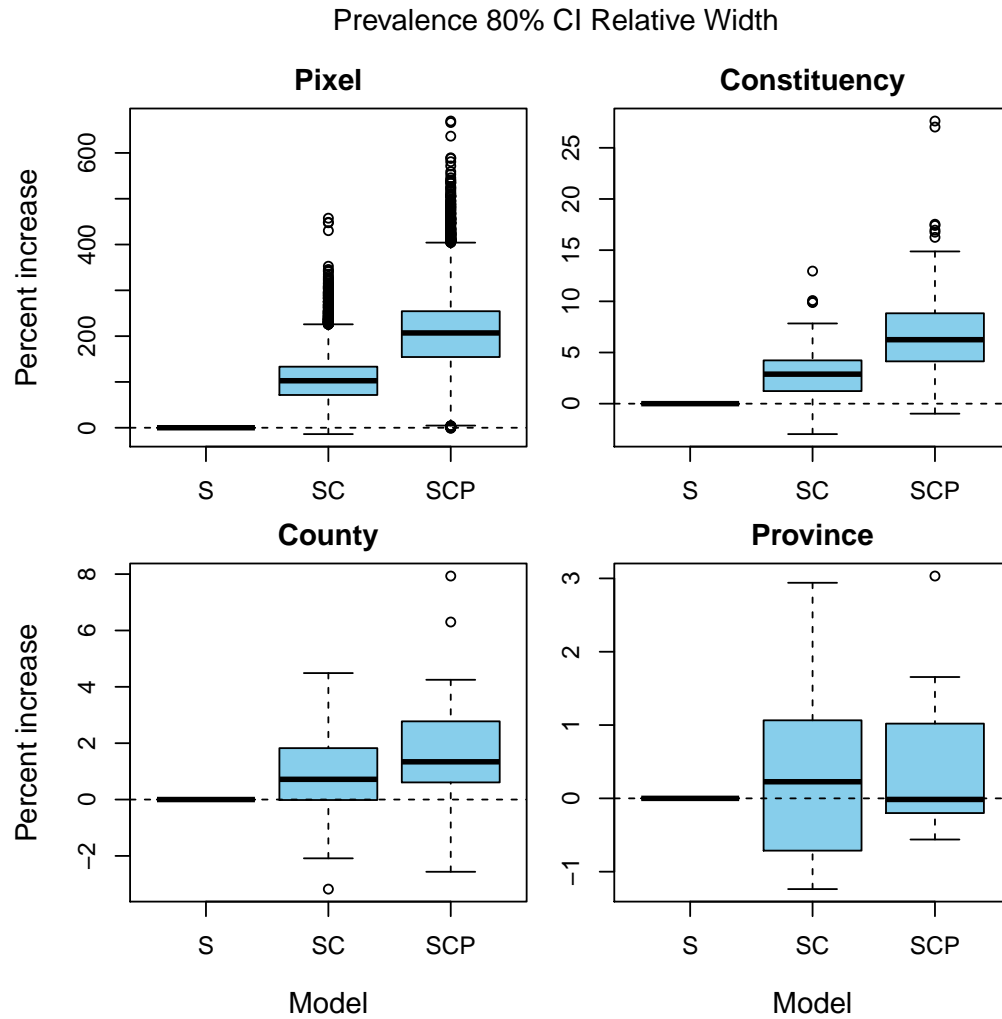 Prevalence 80% CI Relative Width
Pixel
Percent increase
600
400
200
0
S SC SCP
Constituency
25
20
15
10
5
0
S SC SCP
County
Percent increase
8
6
4
2
0
−2
S SC SCP
Model
Province
3
2
1
0
−1
S SC SCP
Model